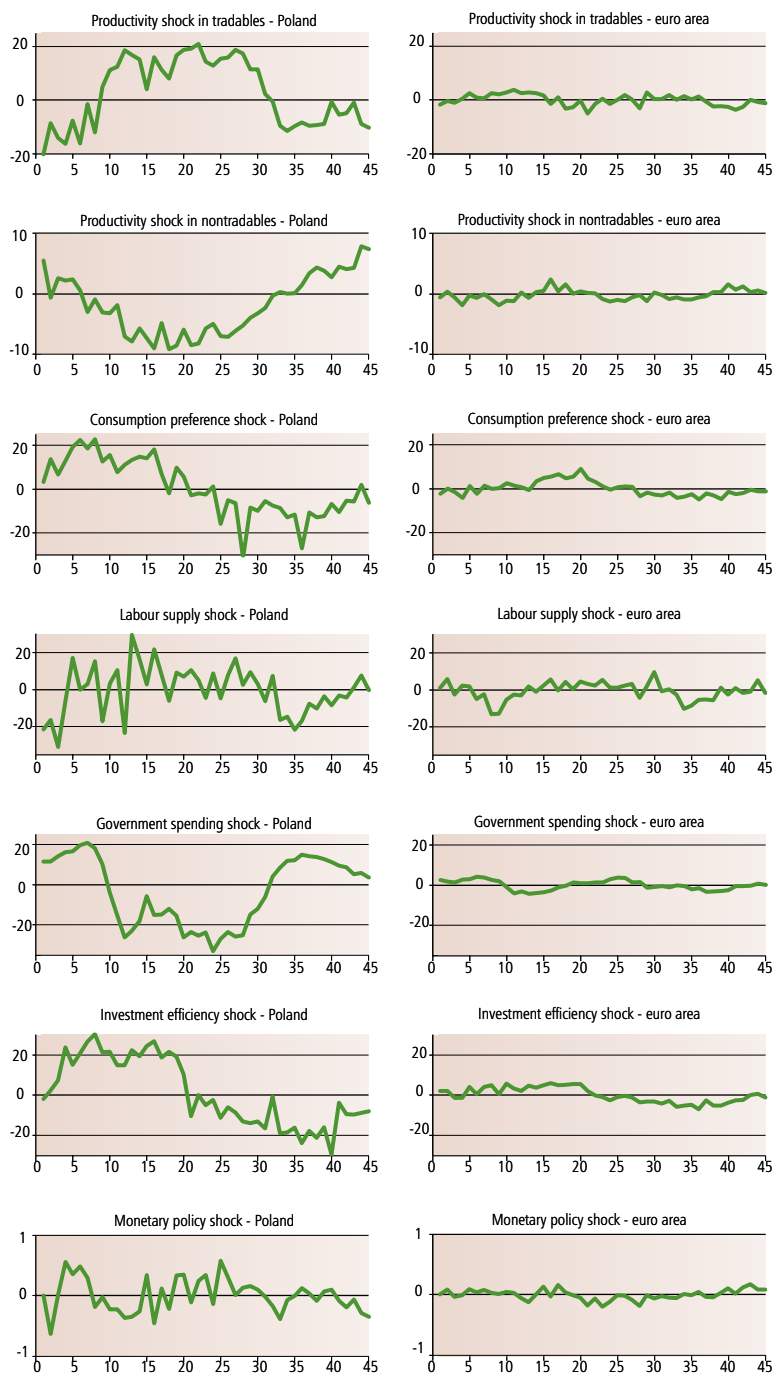 Productivity shock in tradables - Poland
20
0
-20
0 5 10 15 20 25 30 35 40 45
Productivity shock in tradables - euro area
20
0
-20
0 5 10 15 20 25 30 35 40 45
Productivity shock in nontradables - Poland
10
0
-10
0 5 10 15 20 25 30 35 40 45
Productivity shock in nontradables - euro area
10
0
-10
0 5 10 15 20 25 30 35 40 45
Consumption preference shock - Poland
20
0
-20
0 5 10 15 20 25 30 35 40 45
Consumption preference shock - euro area
20
0
-20
0 5 10 15 20 25 30 35 40 45
Labour supply shock - Poland
20
0
-20
0 5 10 15 20 25 30 35 40 45
Labour supply shock - euro area
20
0
-20
0 5 10 15 20 25 30 35 40 45
Government spending shock - Poland
20
0
-20
0 5 10 15 20 25 30 35 40 45
Government spending shock - euro area
20
0
-20
0 5 10 15 20 25 30 35 40 45
Investment efficiency shock - Poland
20
0
-20
0 5 10 15 20 25 30 35 40 45
Investment efficiency shock - euro area
20
0
-20
0 5 10 15 20 25 30 35 40 45
Monetary policy shock - Poland
1
0
-1
0 5 10 15 20 25 30 35 40 45
Monetary policy shock - euro area
1
0
-1
0 5 10 15 20 25 30 35 40 45